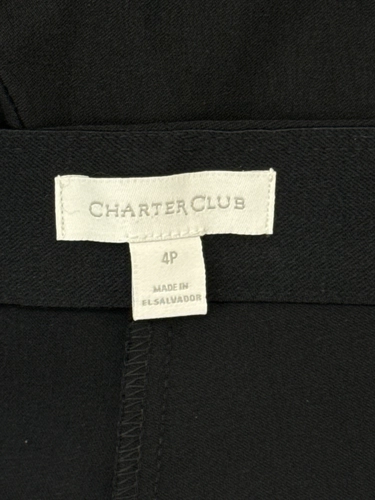 CHARTER CLUB
4P
MADE IN
EL SALVADOR